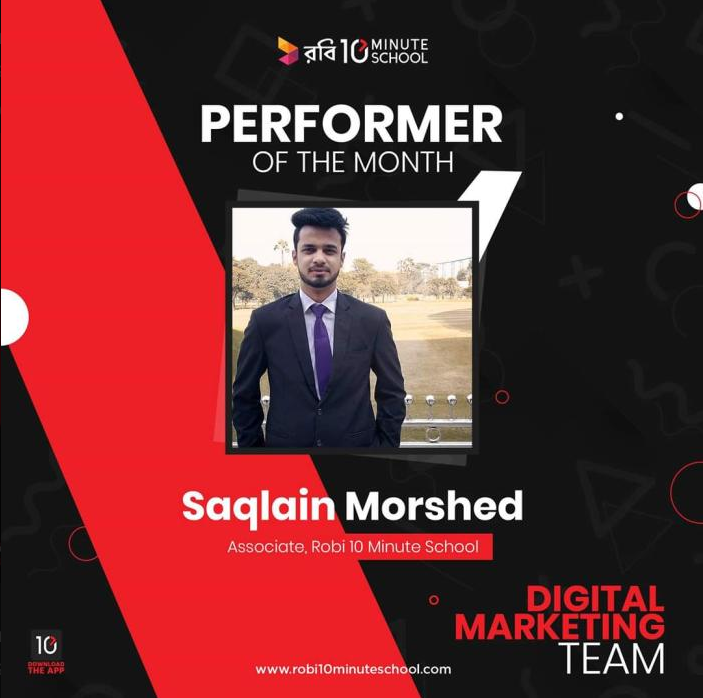 রবি 10 MINUTE
SCHOOL
PERFORMER
OF THE MONTH
Saqlain Morshed
Associate, Robi 10 Minute School
DIGITAL
MARKETING
TEAM
10
DOWNLOAD
THE APP
www.robi10minuteschool.com